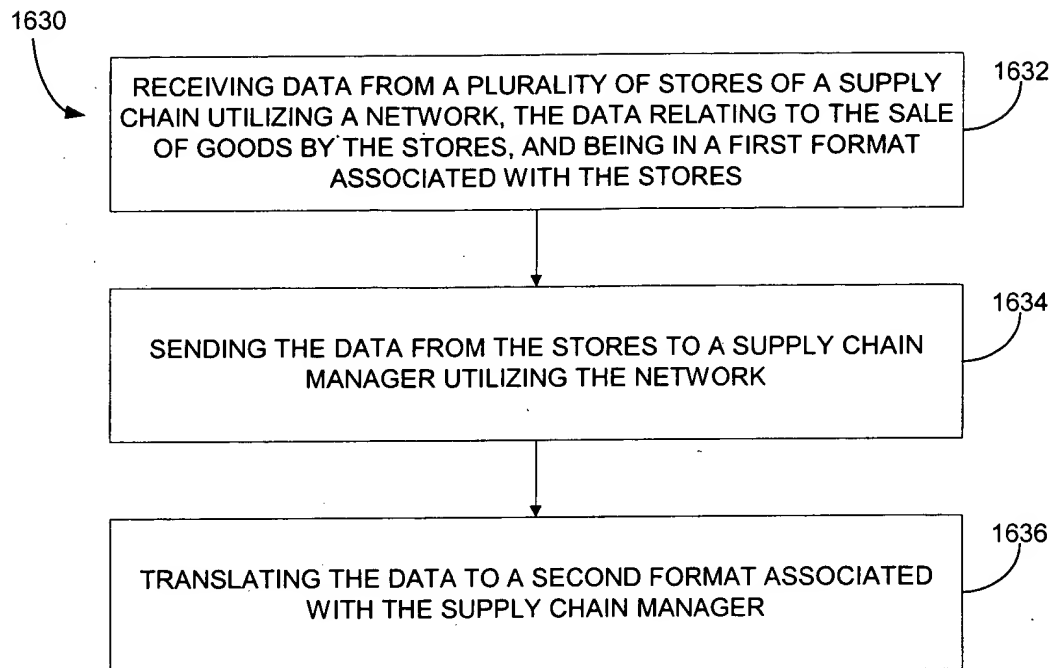 1630
1632
RECEIVING DATA FROM A PLURALITY OF STORES OF A SUPPLY
CHAIN UTILIZING A NETWORK, THE DATA RELATING TO THE SALE
OF GOODS BY THE STORES, AND BEING IN A FIRST FORMAT
ASSOCIATED WITH THE STORES
1634
SENDING THE DATA FROM THE STORES TO A SUPPLY CHAIN
MANAGER UTILIZING THE NETWORK
1636
TRANSLATING THE DATA TO A SECOND FORMAT ASSOCIATED
WITH THE SUPPLY CHAIN MANAGER